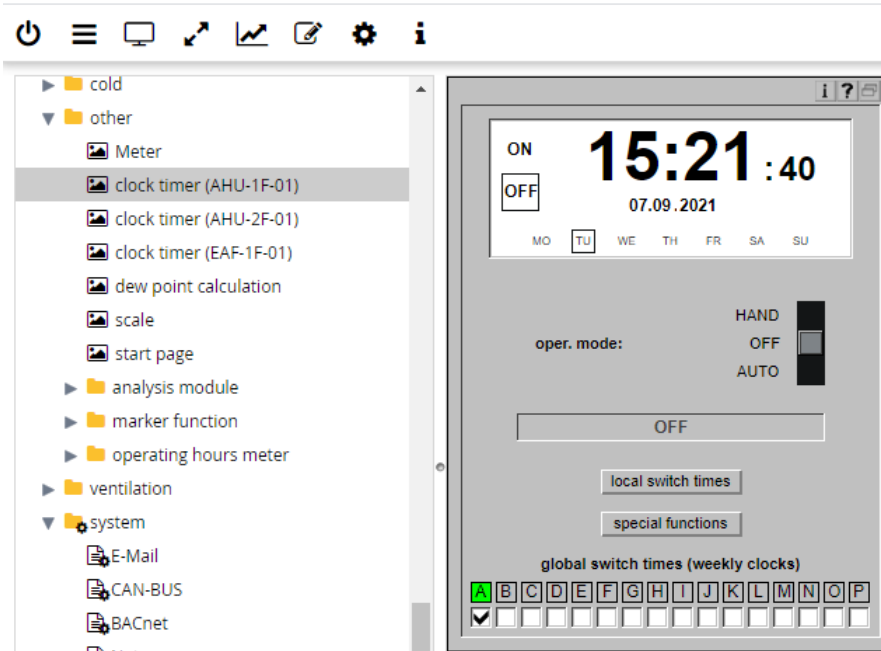 cold
other
Meter
clock timer (AHU-1F-01)
clock timer (AHU-2F-01)
clock timer (EAF-1F-01)
dew point calculation
scale
start page
analysis module
marker function
operating hours meter
ventilation
system
E-Mail
CAN-BUS
BACnet
i ?
ON
15:21:40
OFF
07.09.2021
MO TU WE TH FR SA SU
HAND
oper. mode: OFF
AUTO
OFF
local switch times
special functions
global switch times (weekly clocks)
A B C D E F G H I J K L M N O P